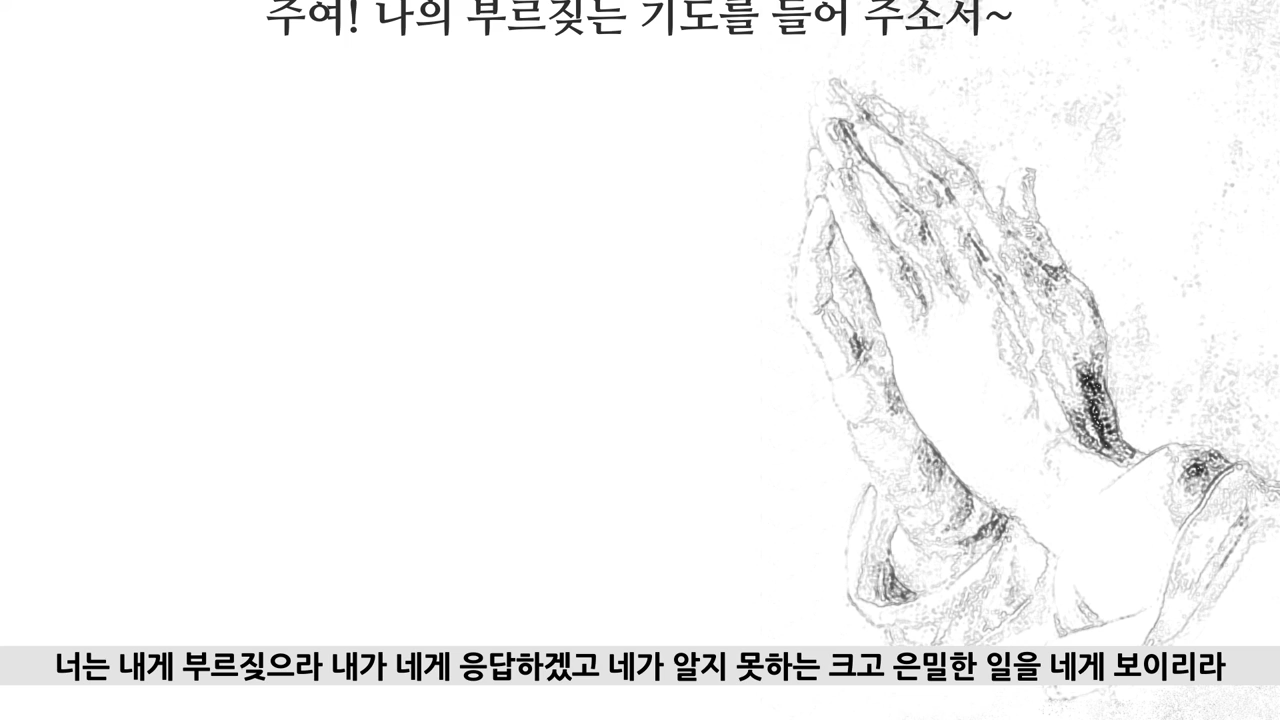 주여! 나의 부르짖는 기도를 들어 주소서~
너는 내게 부르짖으라 내가 네게 응답하겠고 네가 알지 못하는 크고 은밀한 일을 네게 보이리라